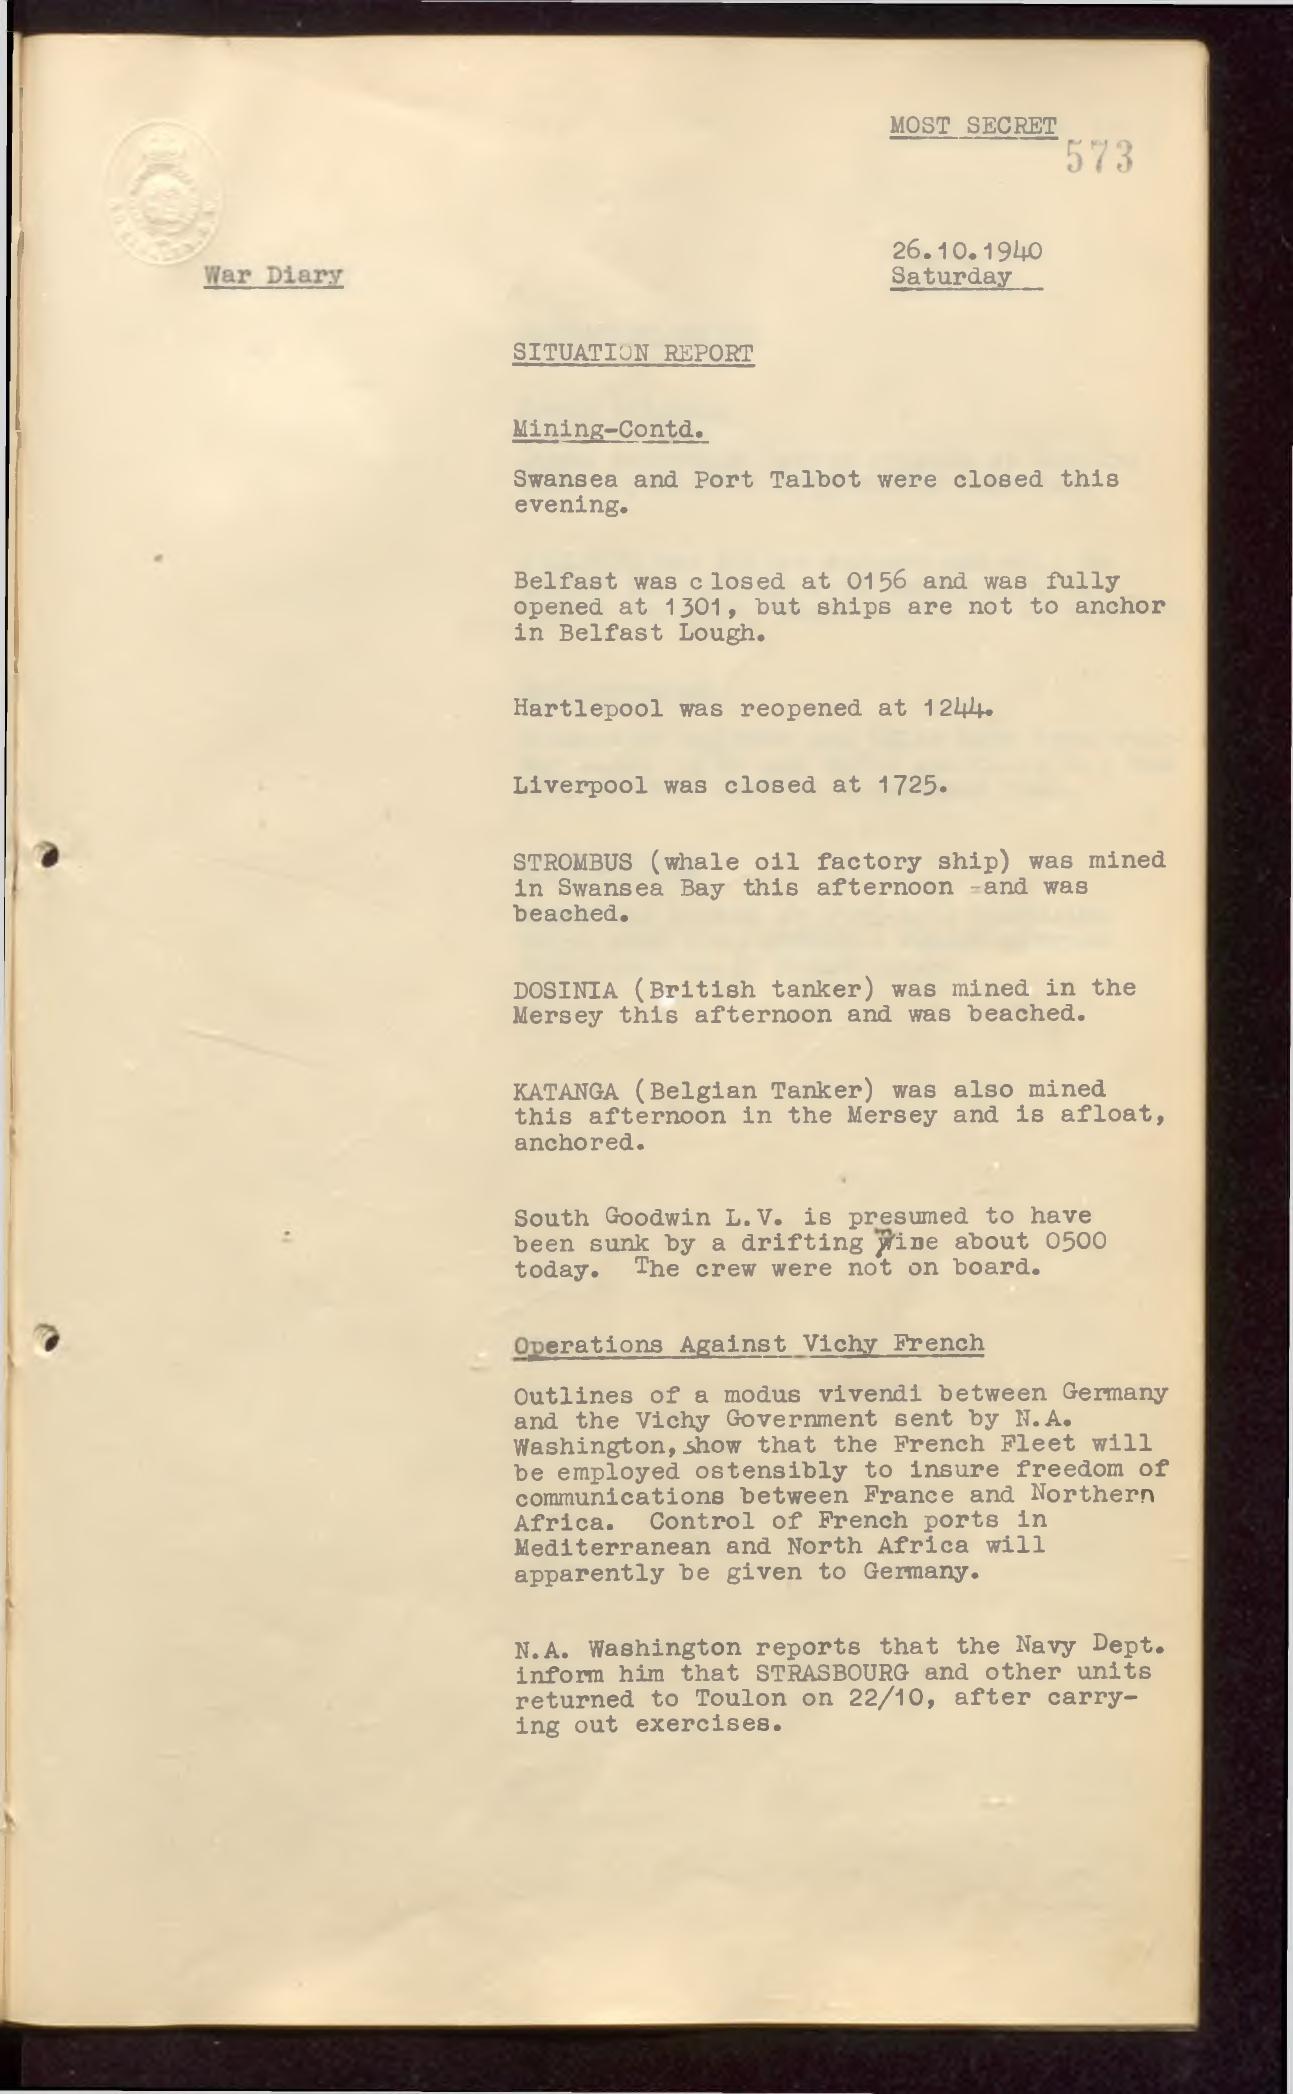 MOST SECRET
573
26.10.1940
Saturday
War Diary
SITUATION REPORT
Mining-Contd.
Swansea and Port Talbot were closed this
evening.
Belfast was closed at 0156 and was fully
opened at 1301, but ships are not to anchor
in Belfast Lough.
Hartlepool was reopened at 1244.
Liverpool was closed at 1725.
STROMBUS (whale oil factory ship) was mined
in Swansea Bay this afternoon -and was
beached.
DOSINIA (British tanker) was mined in the
Mersey this afternoon and was beached.
KATANGA (Belgian Tanker) was also mined
this afternoon in the Mersey and is afloat,
anchored.
South Goodwin L.V. is presumed to have
been sunk by a drifting mine about 0500
today. The crew were not on board.
Operations Against Vichy French
Outlines of a modus vivendi between Germany
and the Vichy Government sent by N.A.
Washington, show that the French Fleet will
be employed ostensibly to insure freedom of
communications between France and Northern
Africa. Control of French ports in
Mediterranean and North Africa will
apparently be given to Germany.
N.A. Washington reports that the Navy Dept.
inform him that STRASBOURG and other units
returned to Toulon on 22/10, after carry-
ing out exercises.